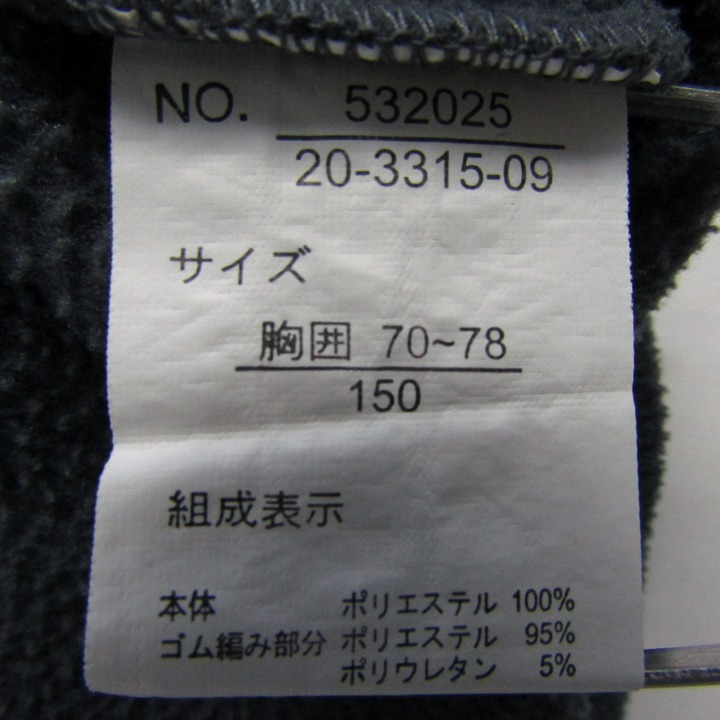 NO. 532025
20-3315-09
サイズ
胸囲 70~78
150
組成表示
本体 ポリエステル 100%
ゴム編み部分 ポリエステル 95%
ポリウレタン 5%